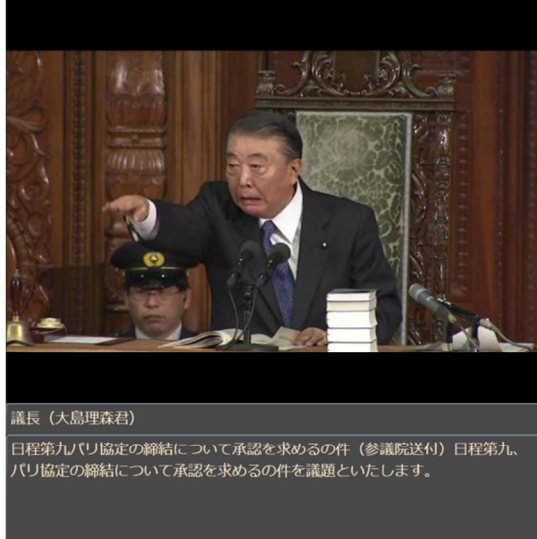 議長（大島理森君）
日程第九パリ協定の締結について承認を求めるの件（参議院送付）日程第九、
パリ協定の締結について承認を求めるの件を議題といたします。